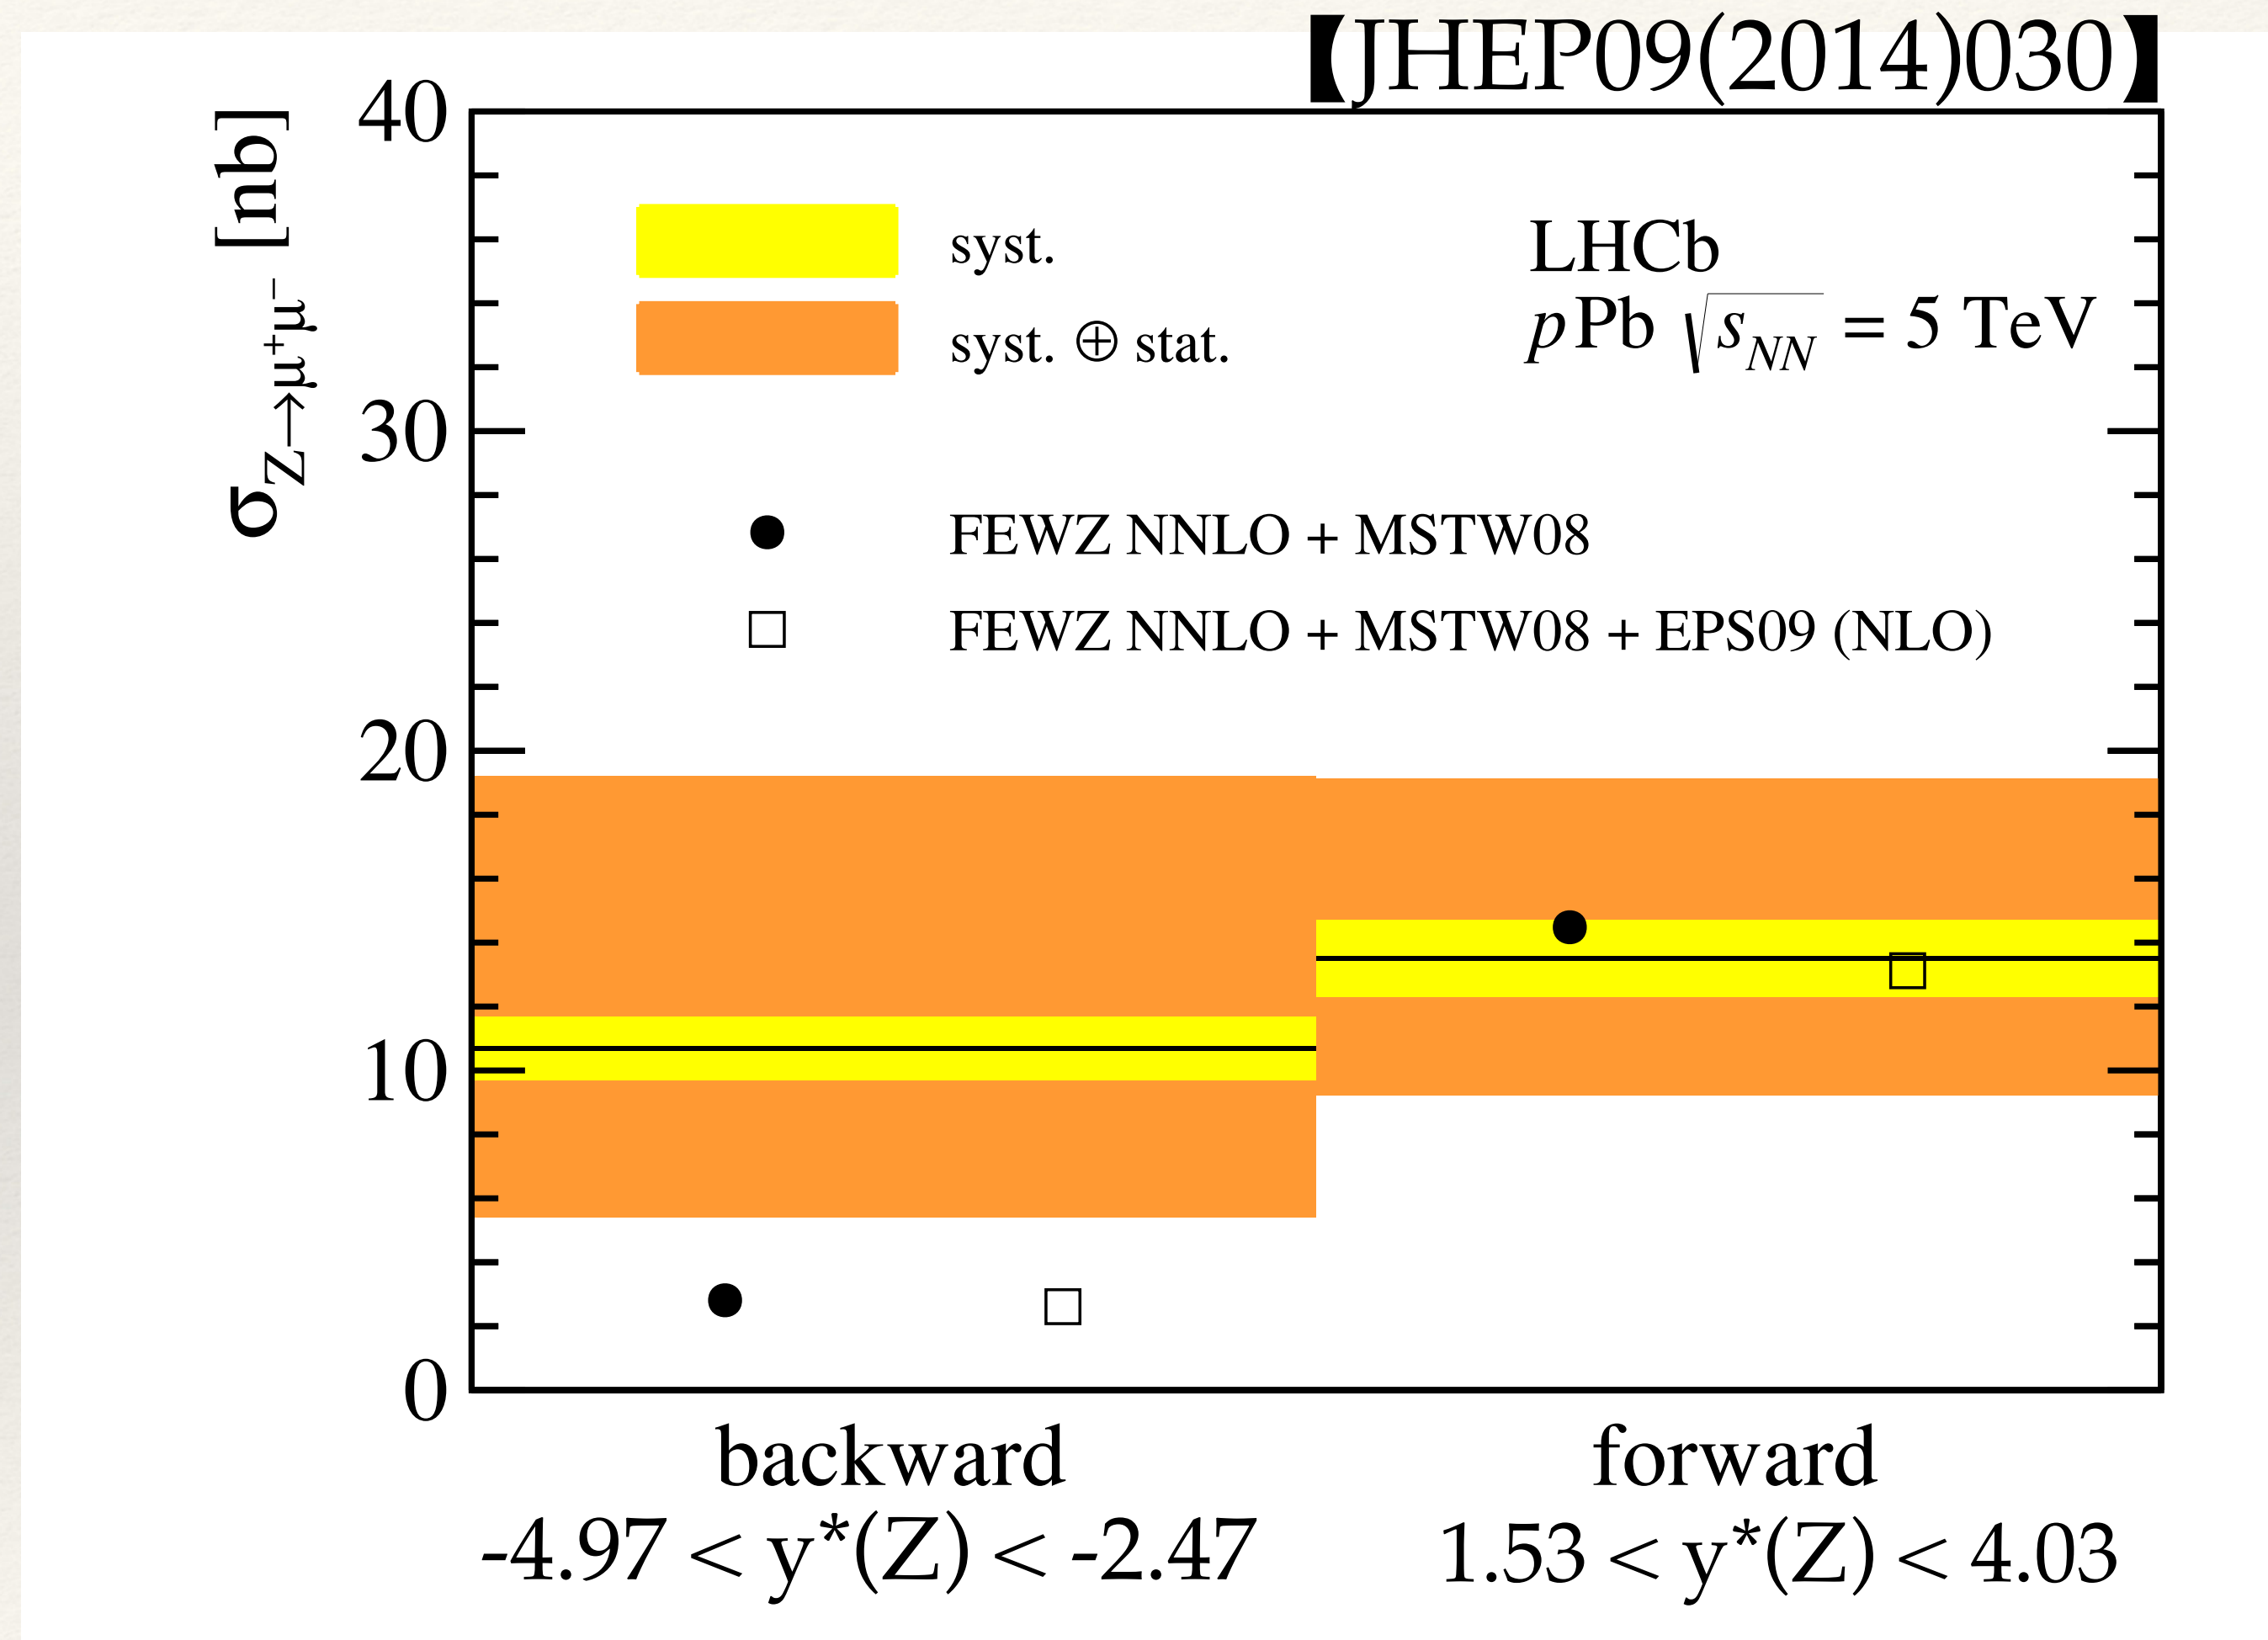 【JHEP09(2014)030】
σZ→μ+μ− [nb]
40
30
20
10
0
syst.
syst. ⊕ stat.
LHCb
pPb √sNN = 5 TeV
FEWZ NNLO + MSTW08
FEWZ NNLO + MSTW08 + EPS09 (NLO)
backward
forward
-4.97 < y*(Z) < -2.47
1.53 < y*(Z) < 4.03